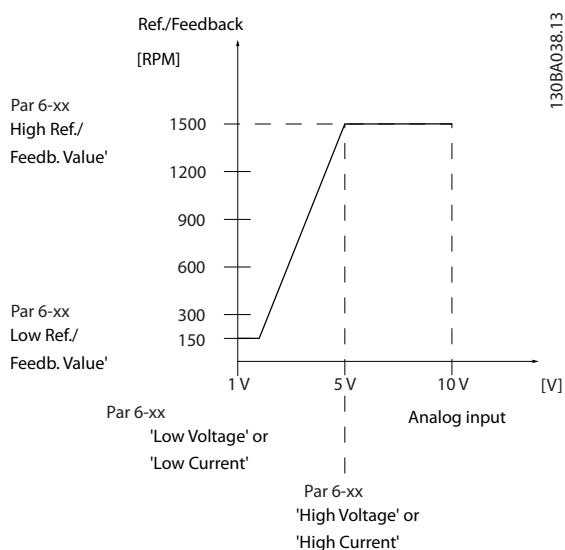 Ref./Feedback
[RPM]
130BA038.13
Par 6-xx
High Ref./
Feedb. Value'
1500
1200
900
600
300
150
Par 6-xx
Low Ref./
Feedb. Value'
1 V
5 V
10 V
[V]
Par 6-xx
'Low Voltage' or
'Low Current'
Analog input
Par 6-xx
'High Voltage' or
'High Current'